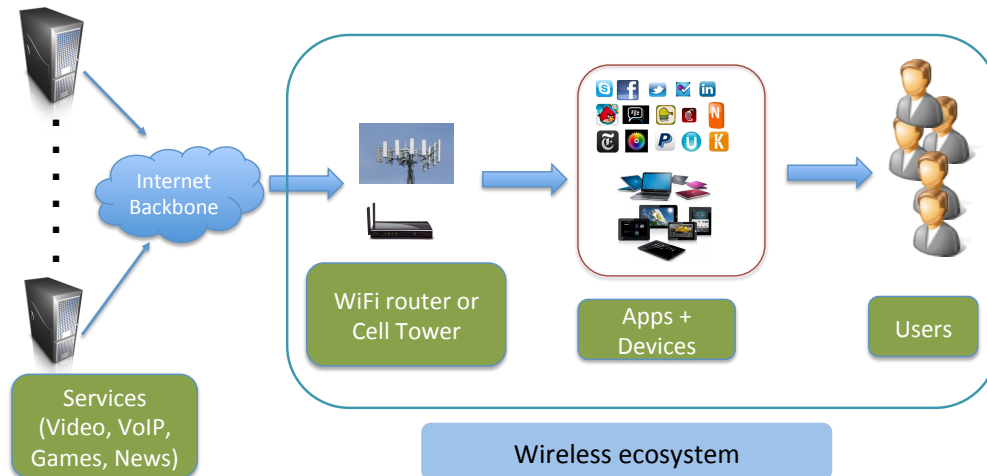 Internet
Backbone
WiFi router or
Cell Tower
Apps +
Devices
Users
Services
(Video, VoIP,
Games, News)
Wireless ecosystem